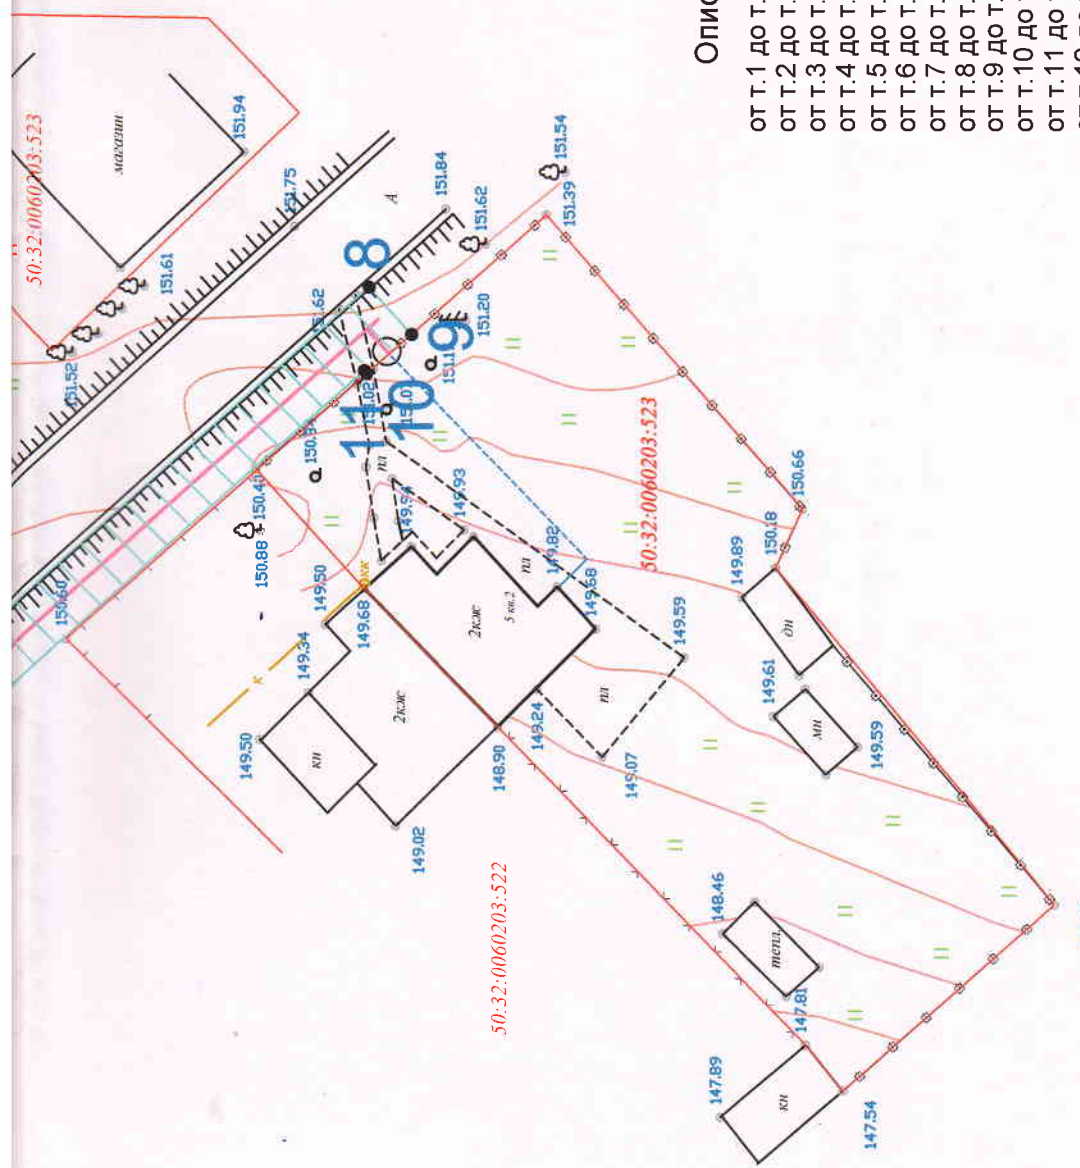 50:32:0060203:523
магазин
151.94
151.75
А
151.84
151.54
151.61
151.62
151.62
151.39
151.52
8
151.20
9
10
11
150.88
пл
149.93
150.60
149.50
149.68
149.34
к
2кж
5 кв.2
пл
149.82
149.68
50:32:0060203:523
149.89
150.18
150.66
149.50
кн
2кж
149.24
пл
149.59
149.61
дн
мн
149.59
148.90
149.07
149.02
50:32:0060203:522
148.46
тепл.
147.81
147.89
кн
147.54
Опис
от т.1 до т.
от т.2 до т.
от т.3 до т.
от т.4 до т.
от т.5 до т.
от т.6 до т.
от т.7 до т.
от т.8 до т.
от т.9 до т.
от т.10 до
от т.11 до